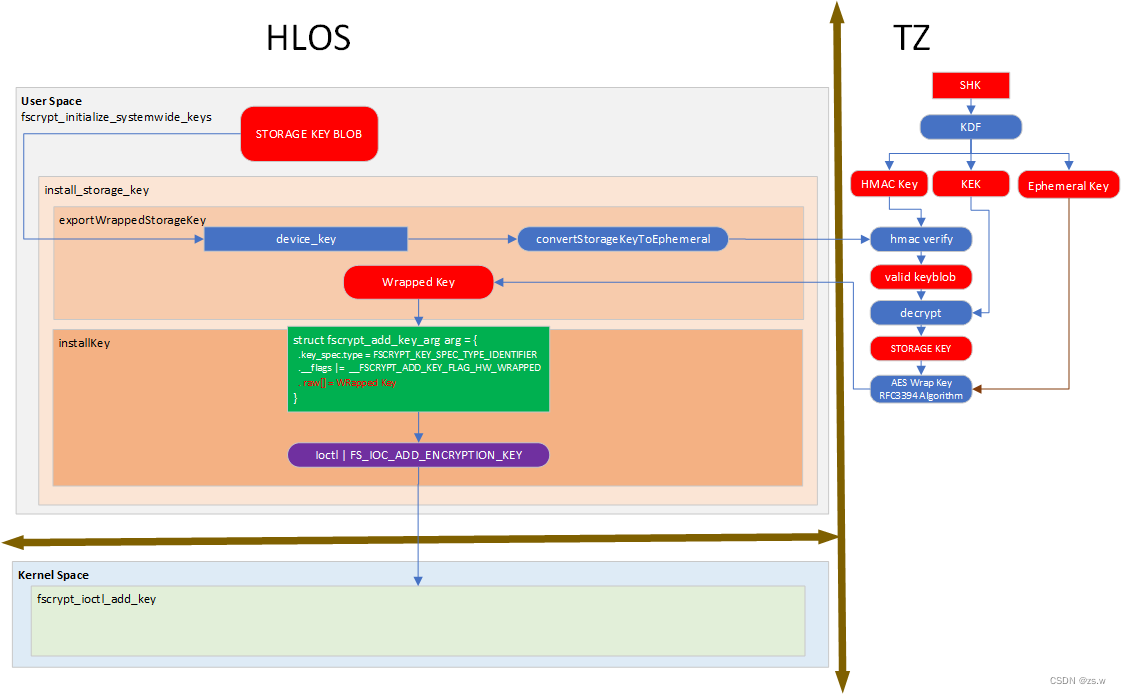 HLOS
TZ
User Space
fscrypt_initialize_systemwide_keys
STORAGE KEY BLOB
install_storage_key
exportWrappedStorageKey
device_key
convertStorageKeyToEphemeral
Wrapped Key
installKey
struct fscrypt_add_key_arg arg = {
.key_spec.type = FSCRYPT_KEY_SPEC_TYPE_IDENTIFIER
.__flags |= __FSCRYPT_ADD_KEY_FLAG_HW_WRAPPED
. raw[] = WRapped Key
}
Ioctl | FS_IOC_ADD_ENCRYPTION_KEY
Kernel Space
fscrypt_ioctl_add_key
SHK
KDF
HMAC Key
KEK
Ephemeral Key
hmac verify
valid keyblob
decrypt
STORAGE KEY
AES Wrap Key
RFC3394 Algorithm
CSDN @zs.w